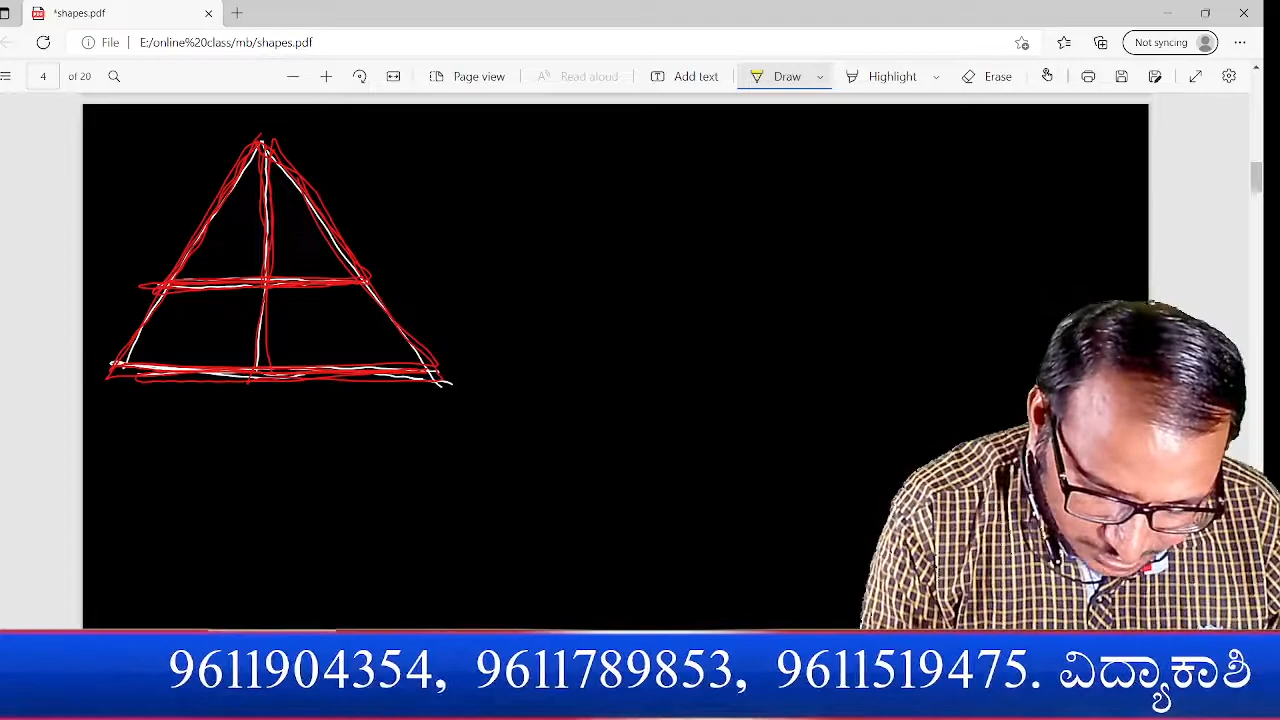 *shapes.pdf
File E:/online%20class/mb/shapes.pdf Not syncing
4 of 20 Page view Read aloud Add text Draw Highlight Erase
9611904354, 9611789853, 9611519475. ವಿದ್ಯಾಕಾಶಿ